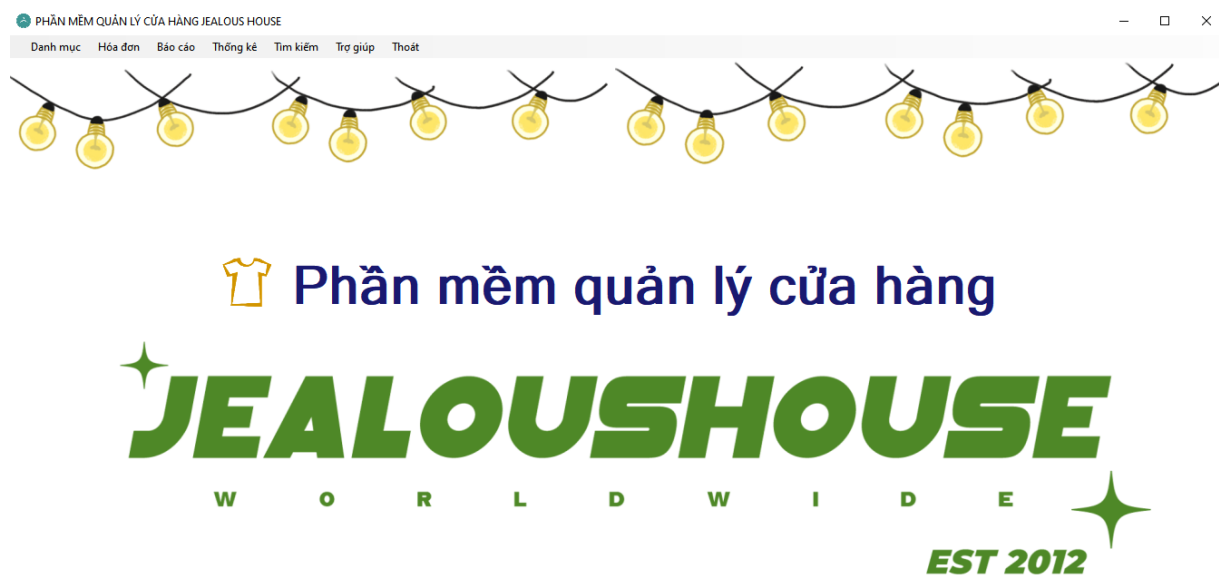 PHẦN MỀM QUẢN LÝ CỬA HÀNG JEALOUS HOUSE
Danh mục Hóa đơn Báo cáo Thống kê Tìm kiếm Trợ giúp Thoát
Phần mềm quản lý cửa hàng
JEALOUSHOUSE
WORLDWIDE
EST 2012